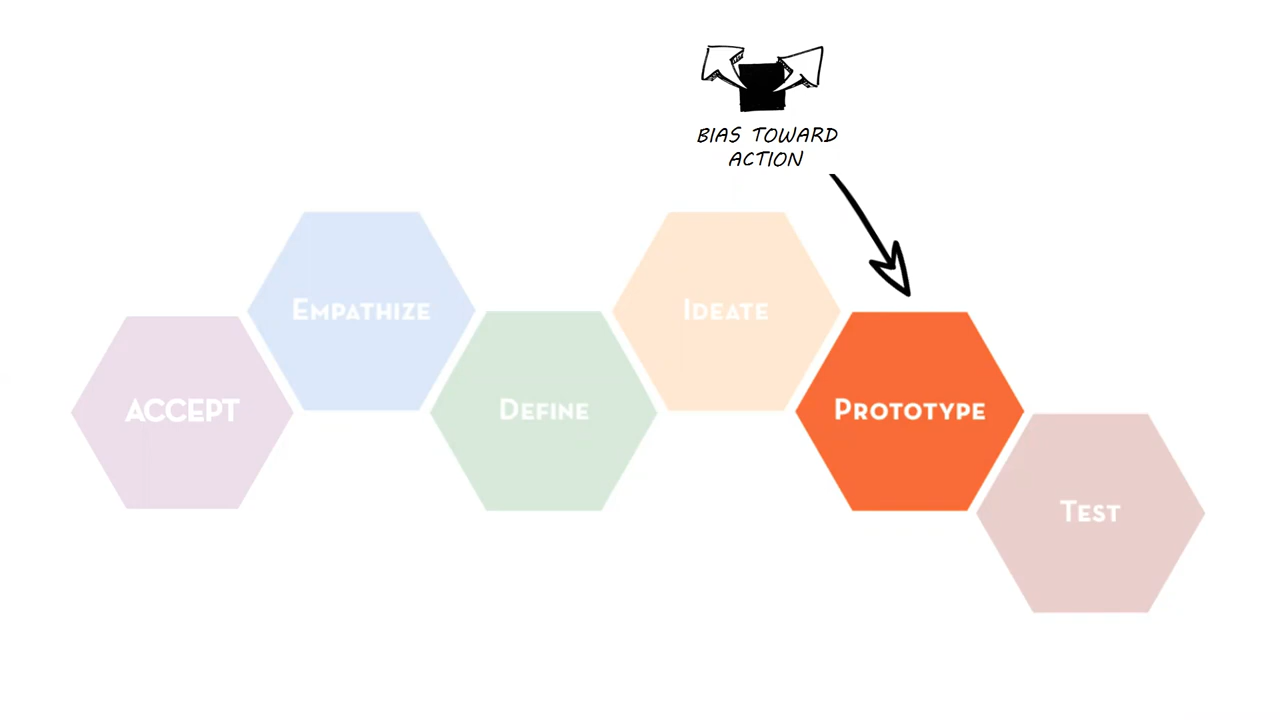 BIAS TOWARD
ACTION
EMPATHIZE
IDEATE
ACCEPT
DEFINE
PROTOTYPE
TEST